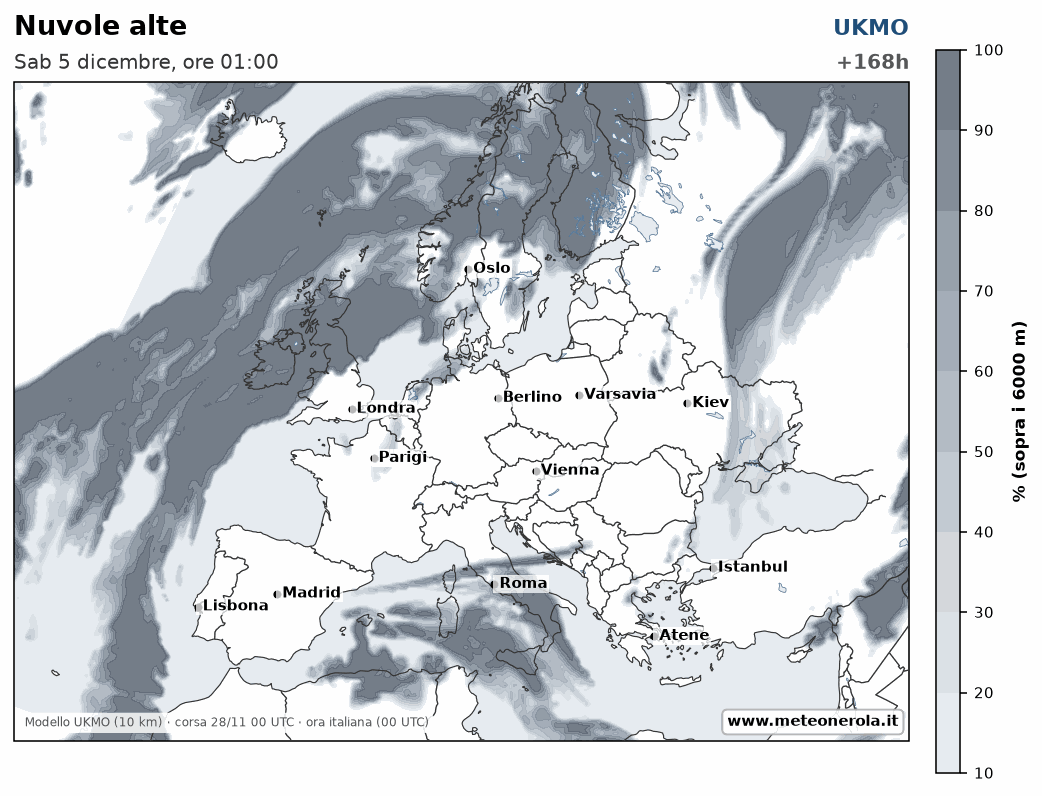 Nuvole alte
UKMO
Sab 5 dicembre, ore 01:00
+168h
100
90
80
70
60
50
40
30
20
10
% (sopra i 6000 m)
Oslo
Berlino
Varsavia
Kiev
Londra
Parigi
Vienna
Istanbul
Roma
Madrid
Lisbona
Atene
Modello UKMO (10 km) · corsa 28/11 00 UTC · ora italiana (00 UTC)
www.meteonerola.it